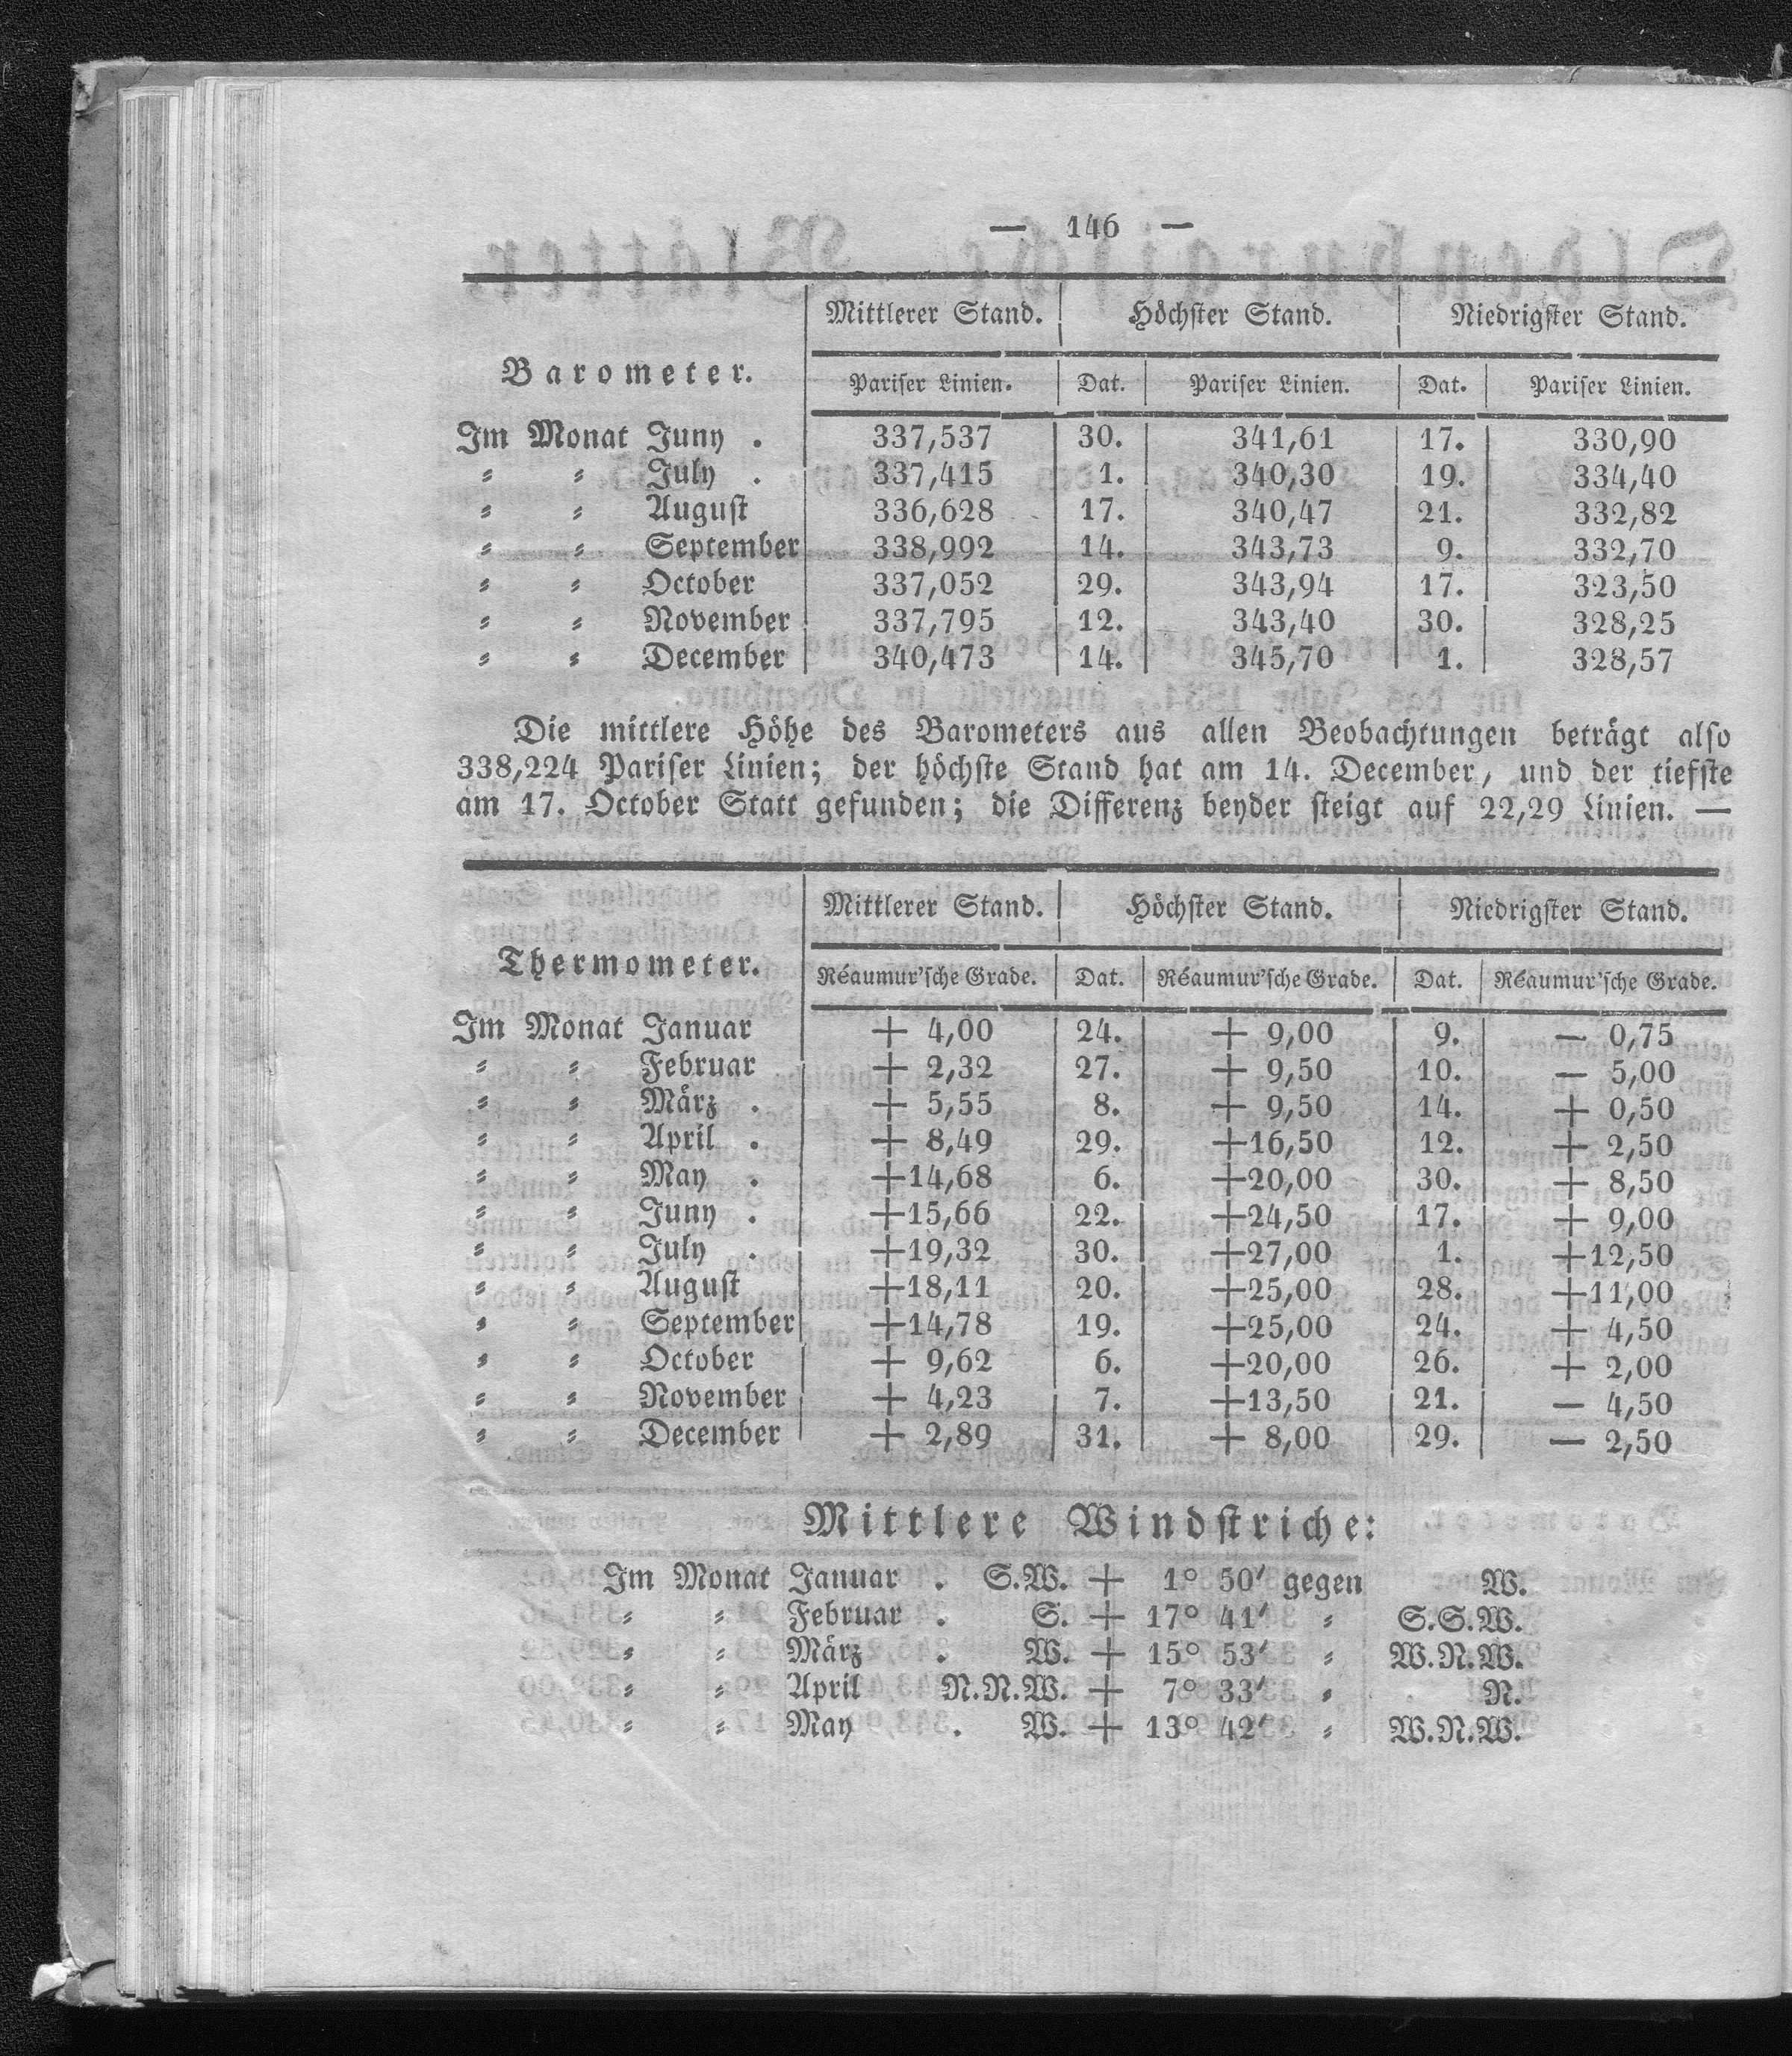 — 146 —
Mittlerer Stand. Höchster Stand. Niedrigster Stand.
Barometer.
Pariser Linien. Dat. Pariser Linien. Dat. Pariser Linien.
Im Monat Juny . 337,537 30. 341,61 17. 330,90
⸗ ⸗ July . 337,415 1. 340,30 19. 334,40
⸗ ⸗ August 336,628 17. 340,47 21. 332,82
⸗ ⸗ September 338,992 14. 343,73 9. 332,70
⸗ ⸗ October 337,052 29. 343,94 17. 323,50
⸗ ⸗ November 337,795 12. 343,40 30. 328,25
⸗ ⸗ December 340,473 14. 345,70 1. 328,57
Die mittlere Höhe des Barometers aus allen Beobachtungen beträgt also
338,224 Pariser Linien; der höchste Stand hat am 14. December, und der tiefste
am 17. October Statt gefunden; die Differenz beyder steigt auf 22,29 Linien. —
Mittlerer Stand. Höchster Stand. Niedrigster Stand.
Thermometer.
Réaumur'sche Grade. Dat. Réaumur'sche Grade. Dat. Réaumur'sche Grade.
Im Monat Januar + 4,00 24. + 9,00 9. — 0,75
⸗ ⸗ Februar + 2,32 27. + 9,50 10. — 5,00
⸗ ⸗ März . + 5,55 8. + 9,50 14. + 0,50
⸗ ⸗ April . + 8,49 29. +16,50 12. + 2,50
⸗ ⸗ May . +14,68 6. +20,00 30. + 8,50
⸗ ⸗ Juny . +15,66 22. +24,50 17. + 9,00
⸗ ⸗ July . +19,32 30. +27,00 1. +12,50
⸗ ⸗ August +18,11 20. +25,00 28. +11,00
⸗ ⸗ September +14,78 19. +25,00 24. + 4,50
⸗ ⸗ October + 9,62 6. +20,00 26. + 2,00
⸗ ⸗ November + 4,23 7. +13,50 21. — 4,50
⸗ ⸗ December + 2,89 31. + 8,00 29. — 2,50
Mittlere Windstriche:
Im Monat Januar . S.W. + 1° 50′ gegen W.
⸗ ⸗ Februar . S. + 17° 41′ ⸗ S.S.W.
⸗ ⸗ März . W. + 15° 53′ ⸗ W.N.W.
⸗ ⸗ April N.N.W. + 7° 33′ ⸗ N.
⸗ ⸗ May . W. + 13° 42′ ⸗ W.N.W.